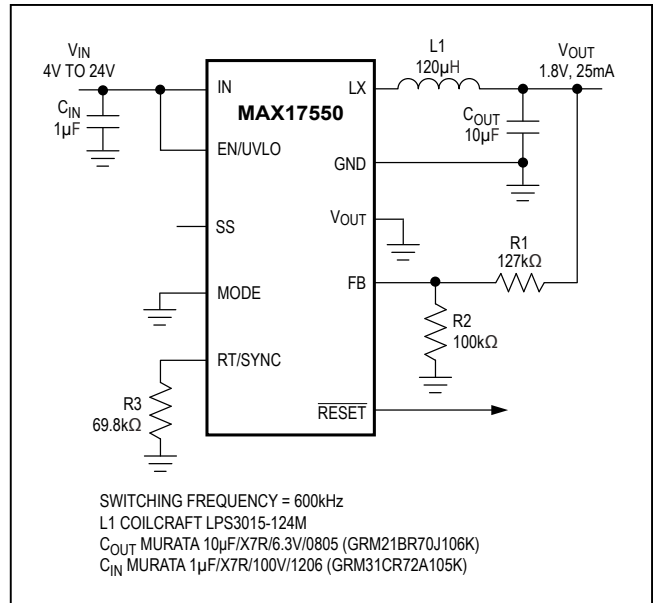 VIN
4V TO 24V
CIN
1µF
IN
EN/UVLO
SS
MODE
RT/SYNC
R3
69.8kΩ
MAX17550
LX
GND
VOUT
FB
RESET
L1
120µH
VOUT
1.8V, 25mA
COUT
10µF
R1
127kΩ
R2
100kΩ
SWITCHING FREQUENCY = 600kHz
L1 COILCRAFT LPS3015-124M
COUT MURATA 10µF/X7R/6.3V/0805 (GRM21BR70J106K)
CIN MURATA 1µF/X7R/100V/1206 (GRM31CR72A105K)